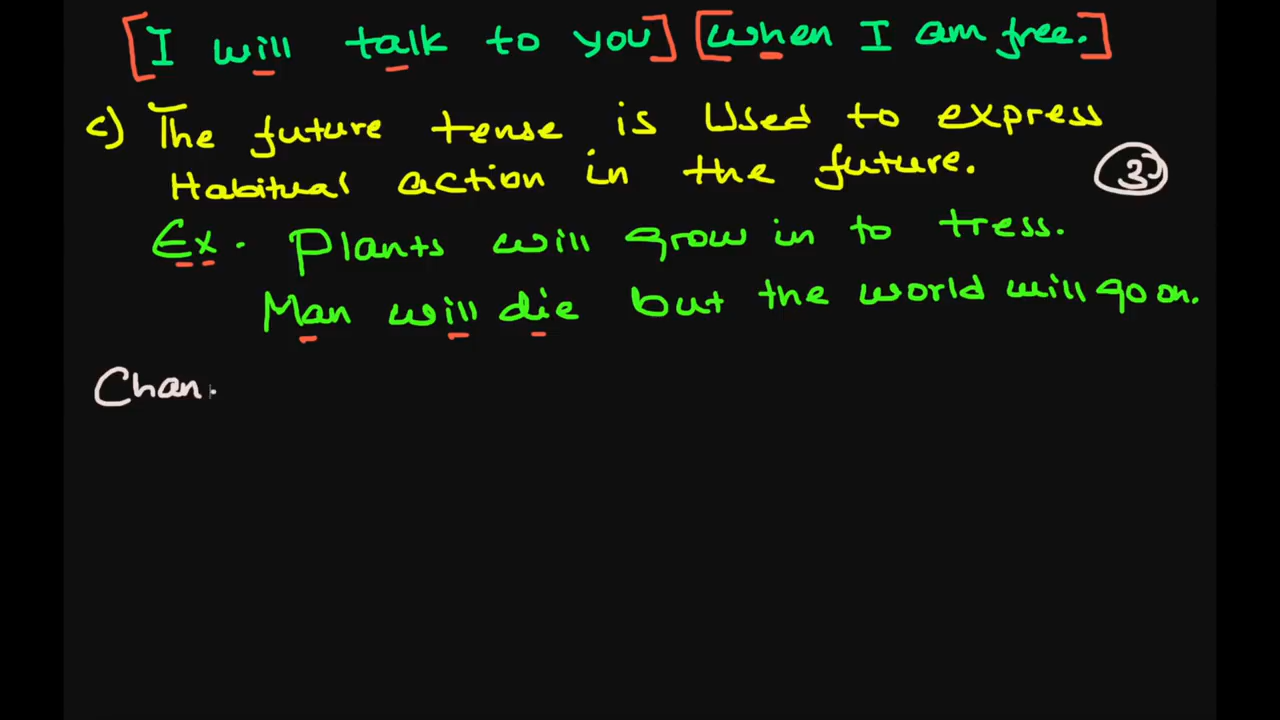 [I will talk to you] [when I am free.]
c) The future tense is Used to express
Habitual action in the future. 3
Ex. Plants will grow in to tress.
Man will die but the world will go on.
Chan.